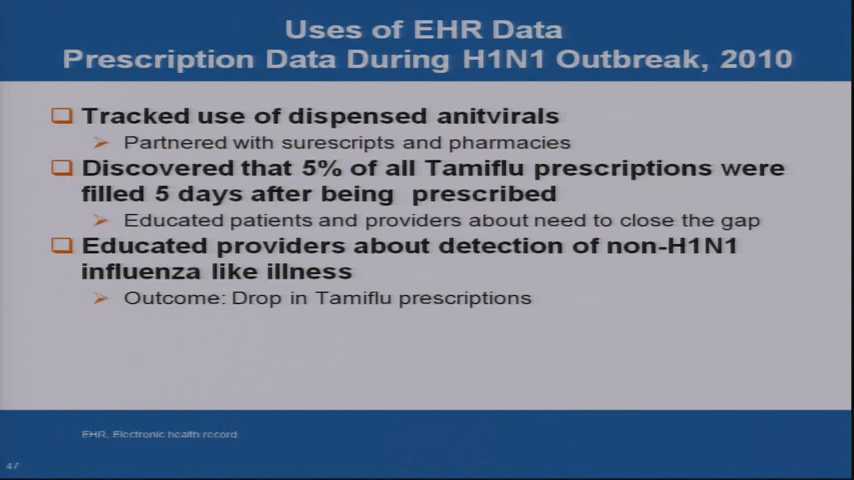 Uses of EHR Data
Prescription Data During H1N1 Outbreak, 2010
Tracked use of dispensed anitvirals
Partnered with surescripts and pharmacies
Discovered that 5% of all Tamiflu prescriptions were
filled 5 days after being prescribed
Educated patients and providers about need to close the gap
Educated providers about detection of non-H1N1
influenza like illness
Outcome: Drop in Tamiflu prescriptions
EHR, Electronic health record
47